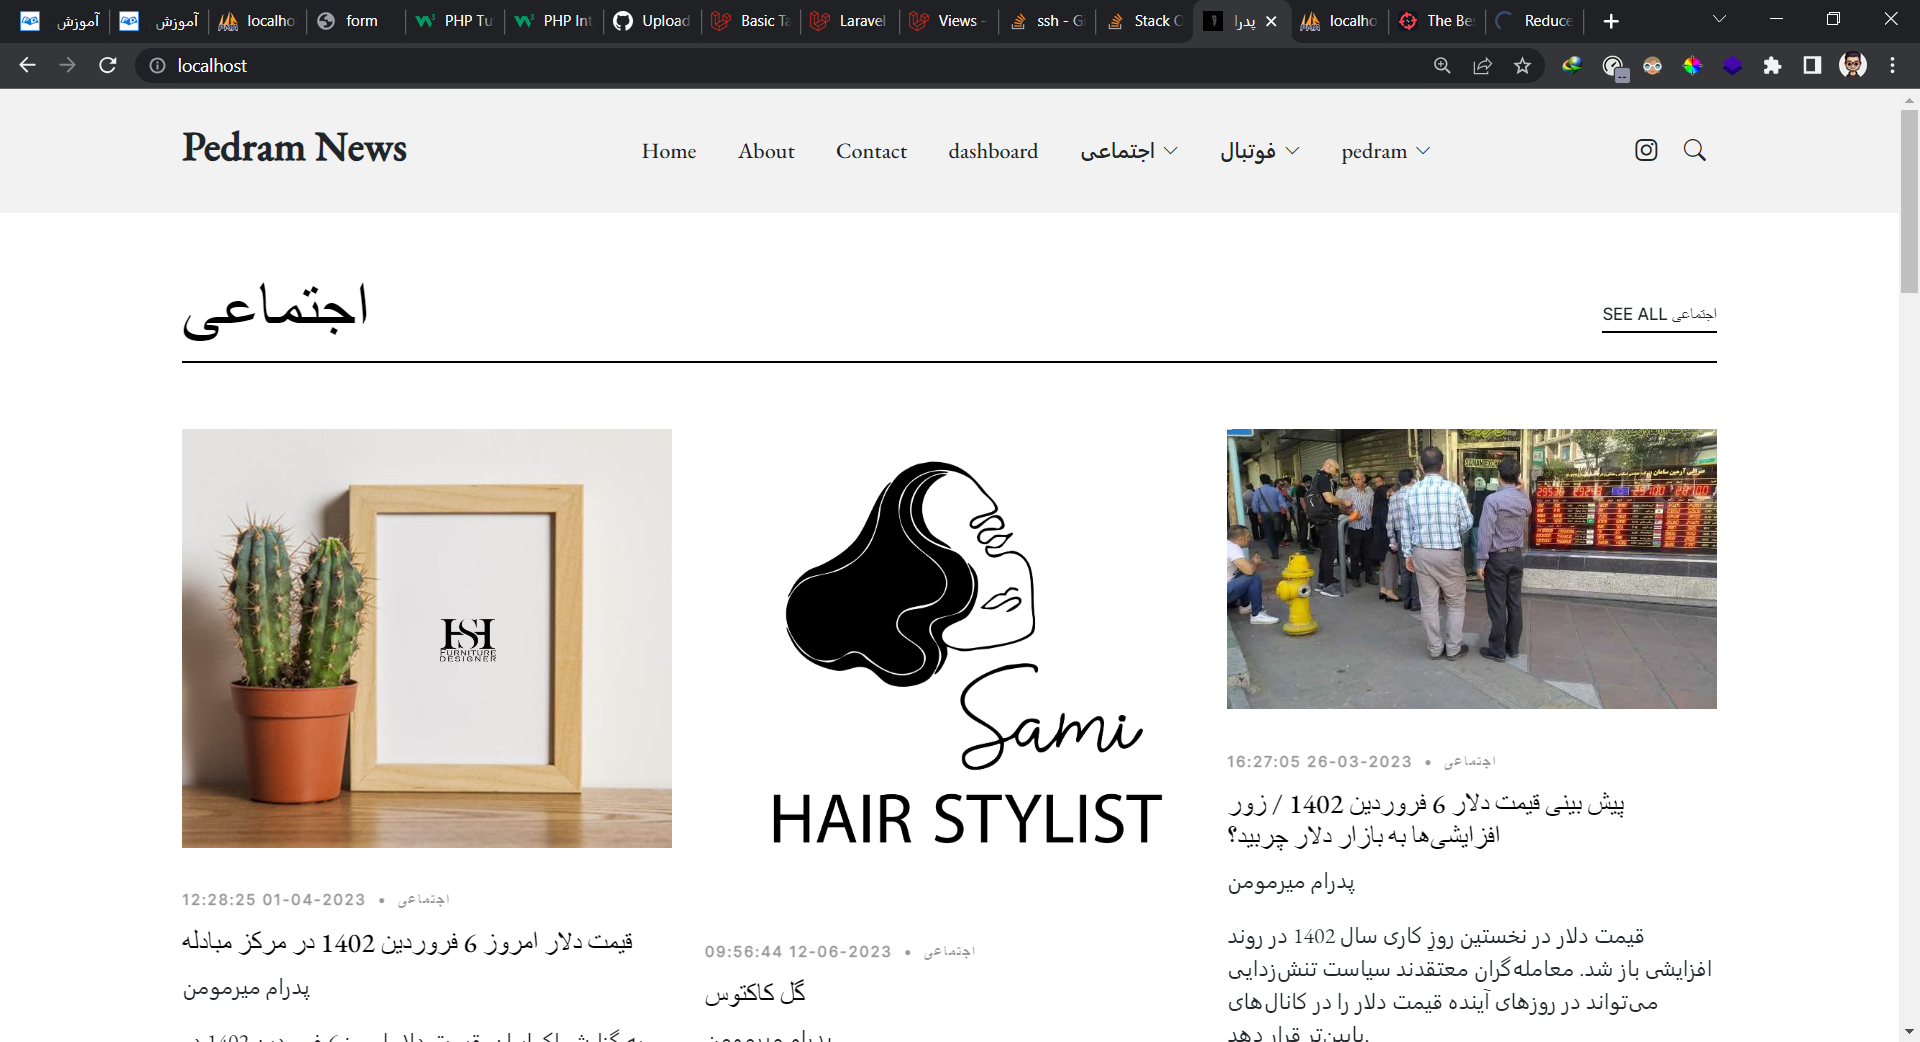 آموزش
آموزش
localho
form
PHP Tu
PHP Int
Upload
Basic Ta
Laravel
Views -
ssh - Gi
Stack C
پدرا
localho
The Be
Reduce
localhost
Pedram News
Home
About
Contact
dashboard
اجتماعی
فوتبال
pedram
اجتماعی
SEE ALL اجتماعی
HSH
FURNITURE
DESIGNER
Sami
HAIR STYLIST
12:28:25 01-04-2023 • اجتماعی
قیمت دلار امروز 6 فروردین 1402 در مرکز مبادله
پدرام میرمومن
09:56:44 12-06-2023 • اجتماعی
گل کاکتوس
پدرام میرمومن
16:27:05 26-03-2023 • اجتماعی
پیش بینی قیمت دلار 6 فروردین 1402 / زور
افزایشی‌ها به بازار دلار چربید؟
پدرام میرمومن
قیمت دلار در نخستین روز کاری سال 1402 در روند
افزایشی باز شد. معامله‌گران معتقدند سیاست تنش‌زدایی
می‌تواند در روزهای آینده قیمت دلار را در کانال‌های
پایین‌تر قرار دهد.